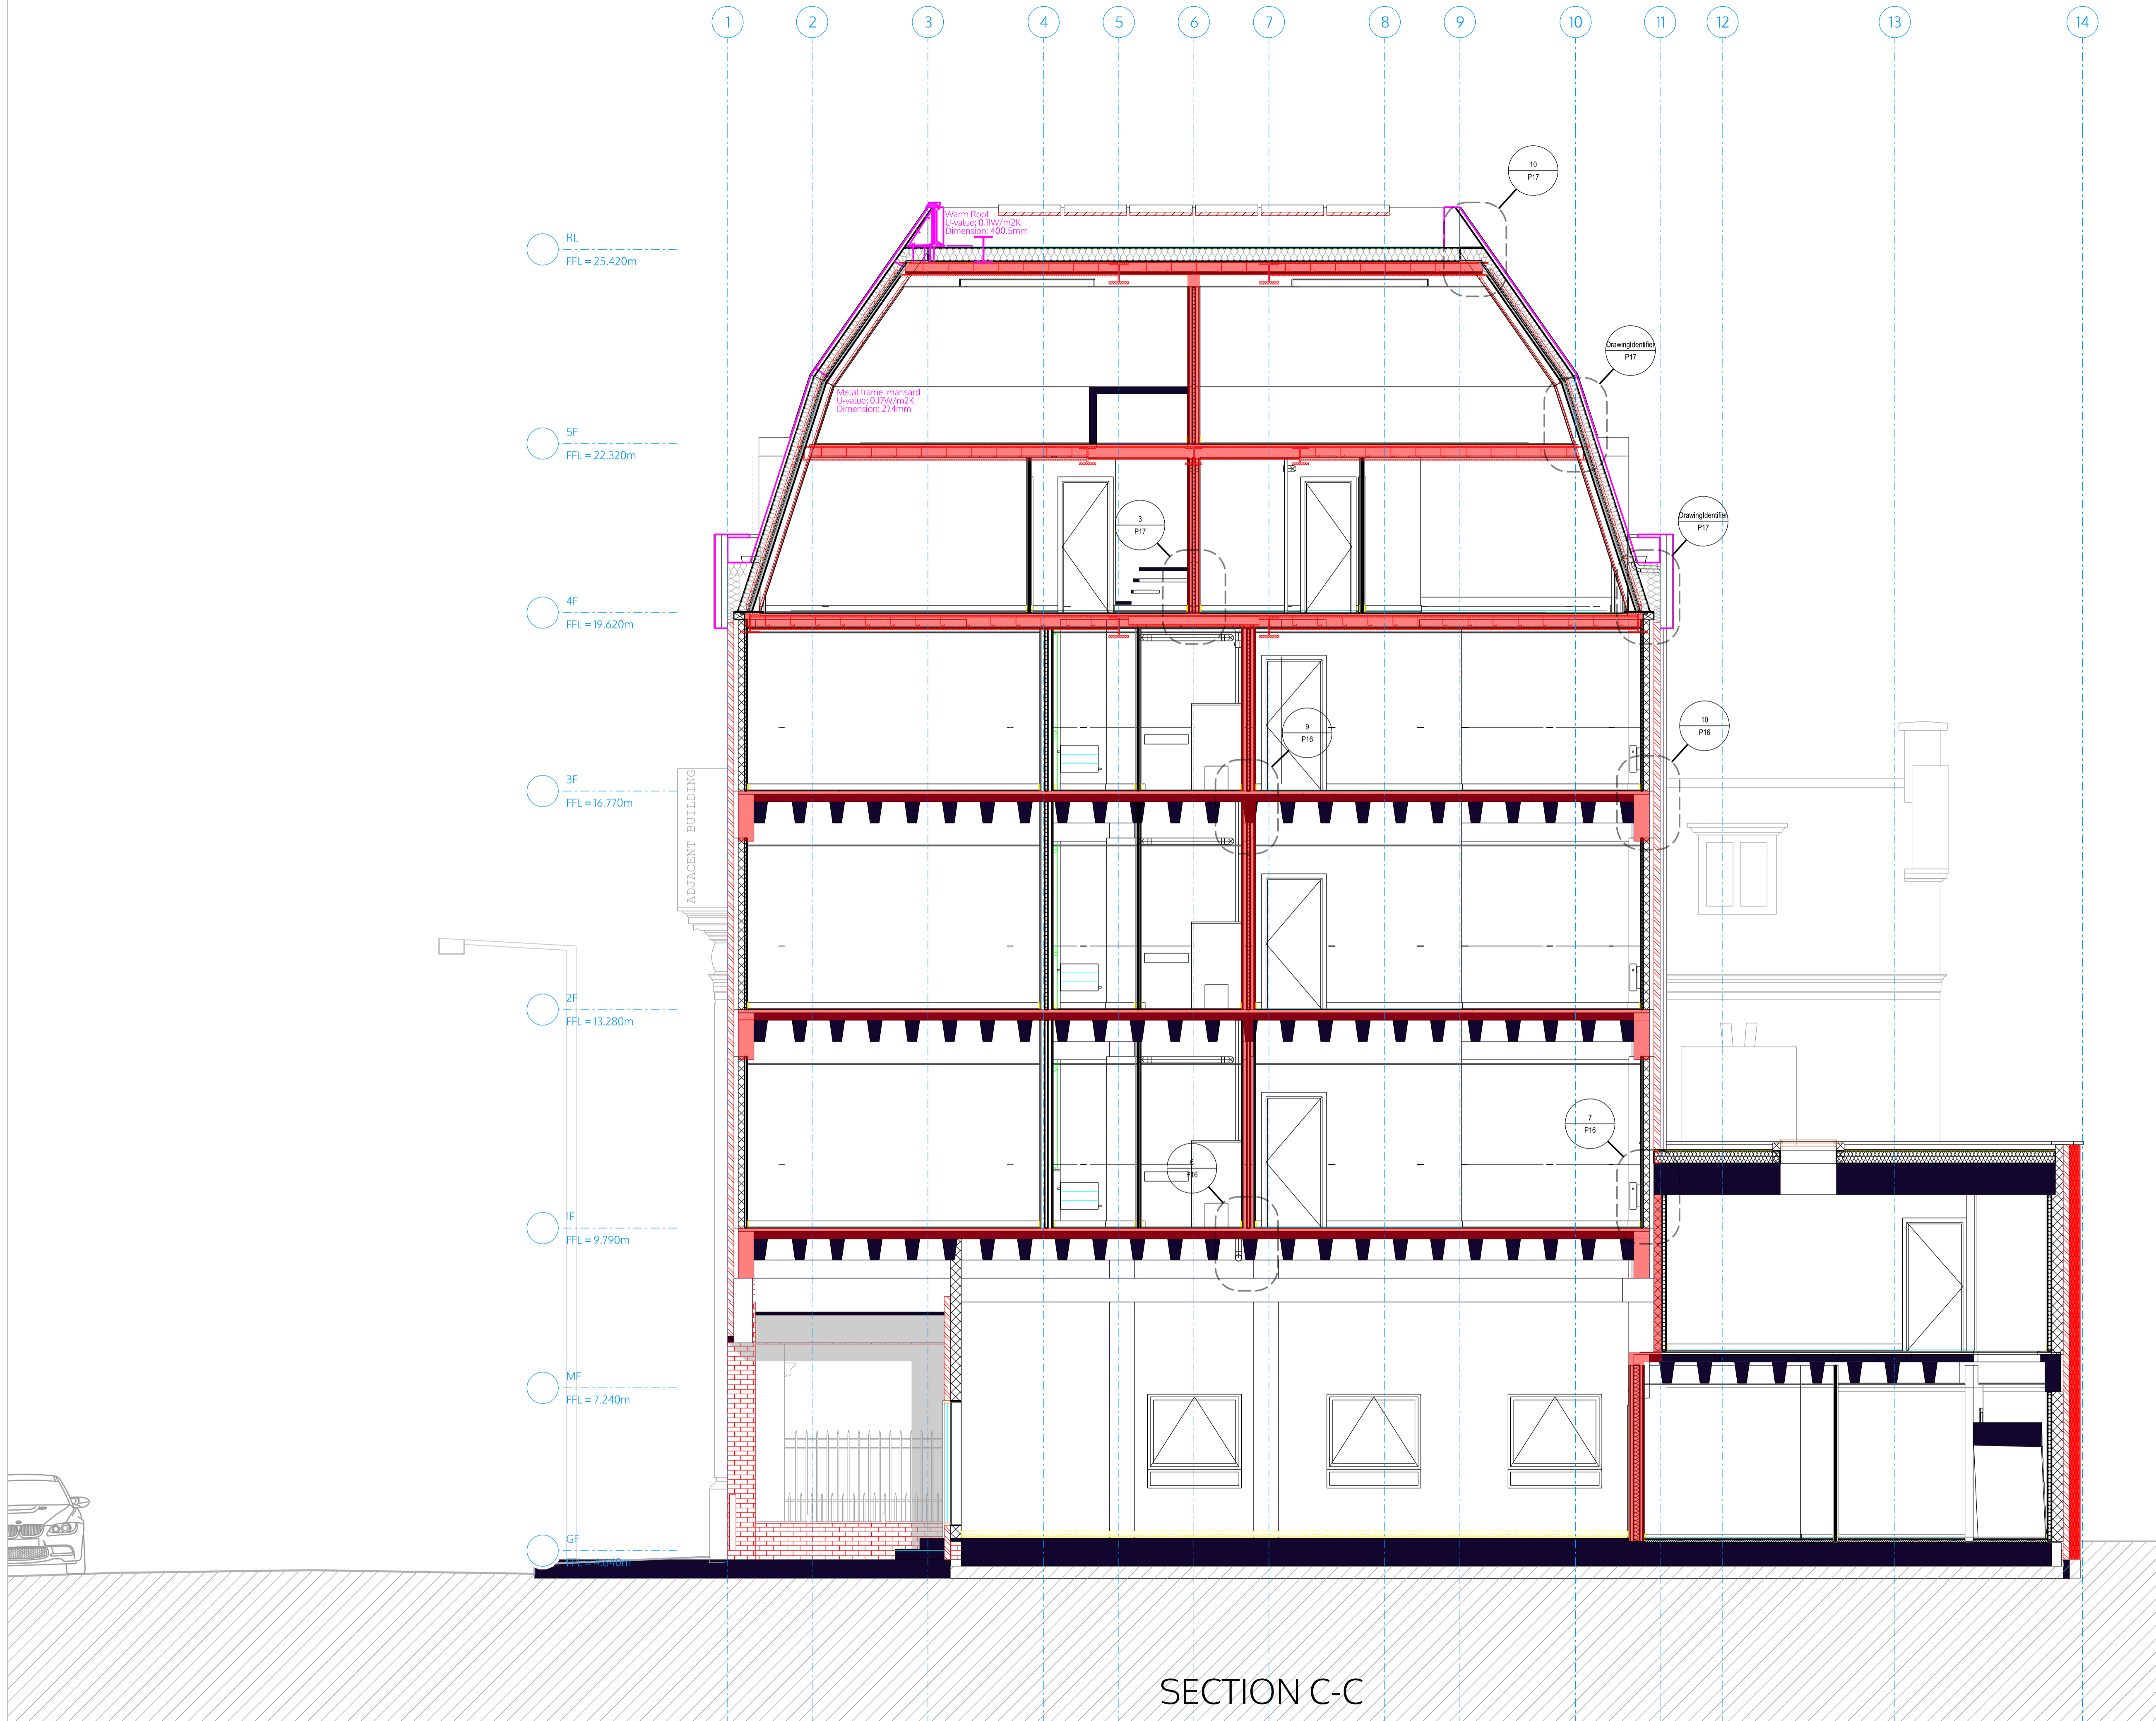 1
2
3
4
5
6
7
8
9
10
11
12
13
14
10
P17
Warm Roof
U-value: 0.11W/m2K
Dimension: 400.5mm
RL
FFL = 25.420m
DrawingIdentifier
P17
Metal frame mansard
U-value: 0.17W/m2K
Dimension: 274mm
5F
FFL = 22.320m
3
P17
DrawingIdentifier
P17
4F
FFL = 19.620m
9
P16
10
P16
3F
FFL = 16.770m
ADJACENT BUILDING
2F
FFL = 13.280m
7
P16
P16
1F
FFL = 9.790m
MF
FFL = 7.240m
GF
SECTION C-C